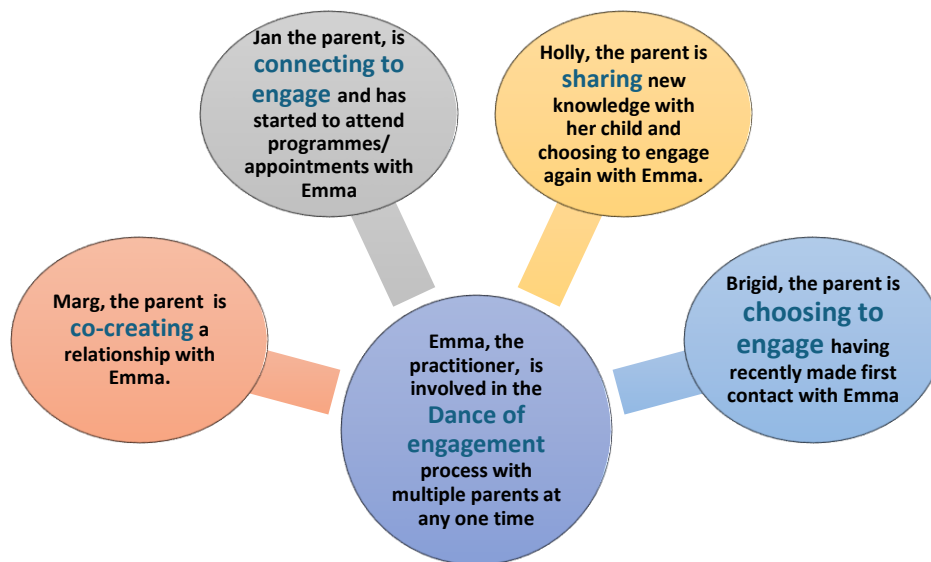 Jan the parent, is
connecting to
engage and has
started to attend
programmes/
appointments with
Emma
Holly, the parent is
sharing new
knowledge with
her child and
choosing to engage
again with Emma.
Marg, the parent is
co-creating a
relationship with
Emma.
Brigid, the parent is
choosing to
engage having
recently made first
contact with Emma
Emma, the
practitioner, is
involved in the
Dance of
engagement
process with
multiple parents at
any one time